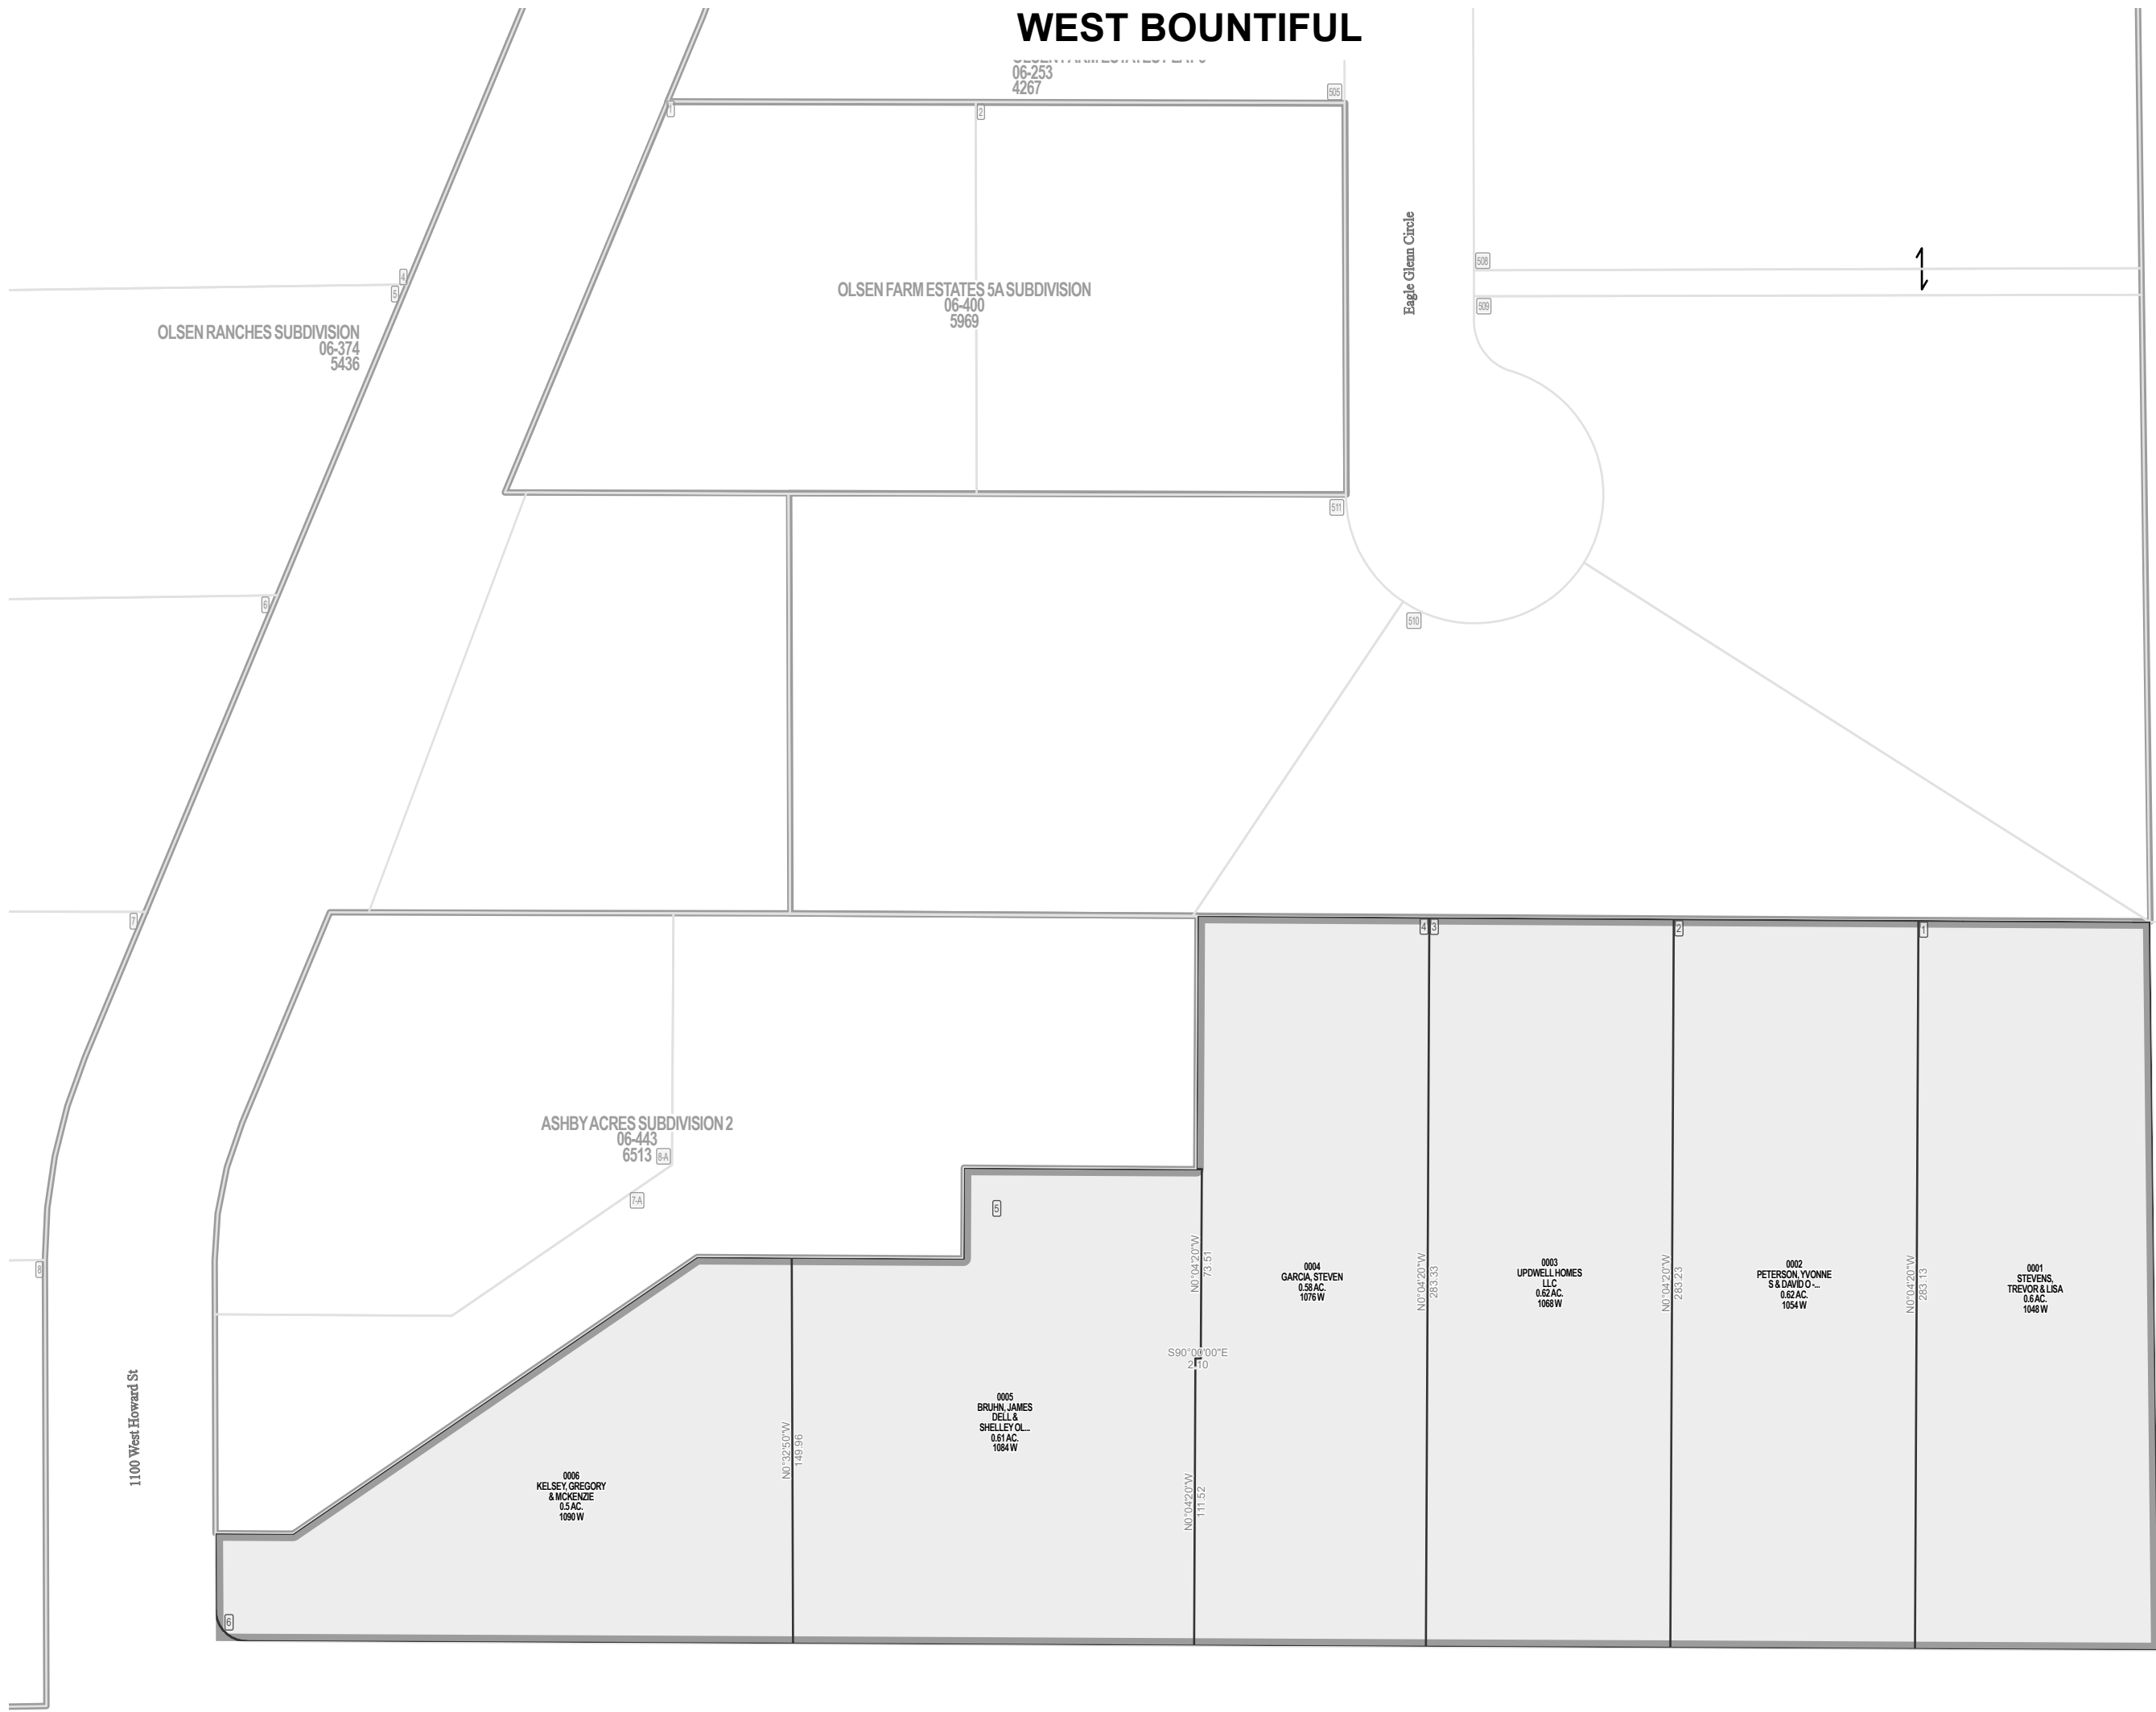 WEST BOUNTIFUL
06-253
4267
505
1
2
4
5
OLSEN RANCHES SUBDIVISION
06-374
5436
OLSEN FARM ESTATES 5A SUBDIVISION
06-400
5969
Eagle Glenn Circle
508
509
511
510
6
7
8
ASHBY ACRES SUBDIVISION 2
06-443
6513
8-A
7-A
1100 West Howard St
4
3
2
1
5
6
N0°04'20"W
73.51
S90°00'00"E
2.10
N0°04'20"W
111.52
N0°32'50"W
149.96
N0°04'20"W
283.33
N0°04'20"W
283.23
N0°04'20"W
283.13
0004
GARCIA, STEVEN
0.58 AC.
1076 W
0003
UPDWELL HOMES
LLC
0.62 AC.
1068 W
0002
PETERSON, YVONNE
S & DAVID O -...
0.62 AC.
1054 W
0001
STEVENS,
TREVOR & LISA
0.6 AC.
1048 W
0005
BRUHN, JAMES
DELL &
SHELLEY OL...
0.61 AC.
1084 W
0006
KELSEY, GREGORY
& MCKENZIE
0.5 AC.
1090 W